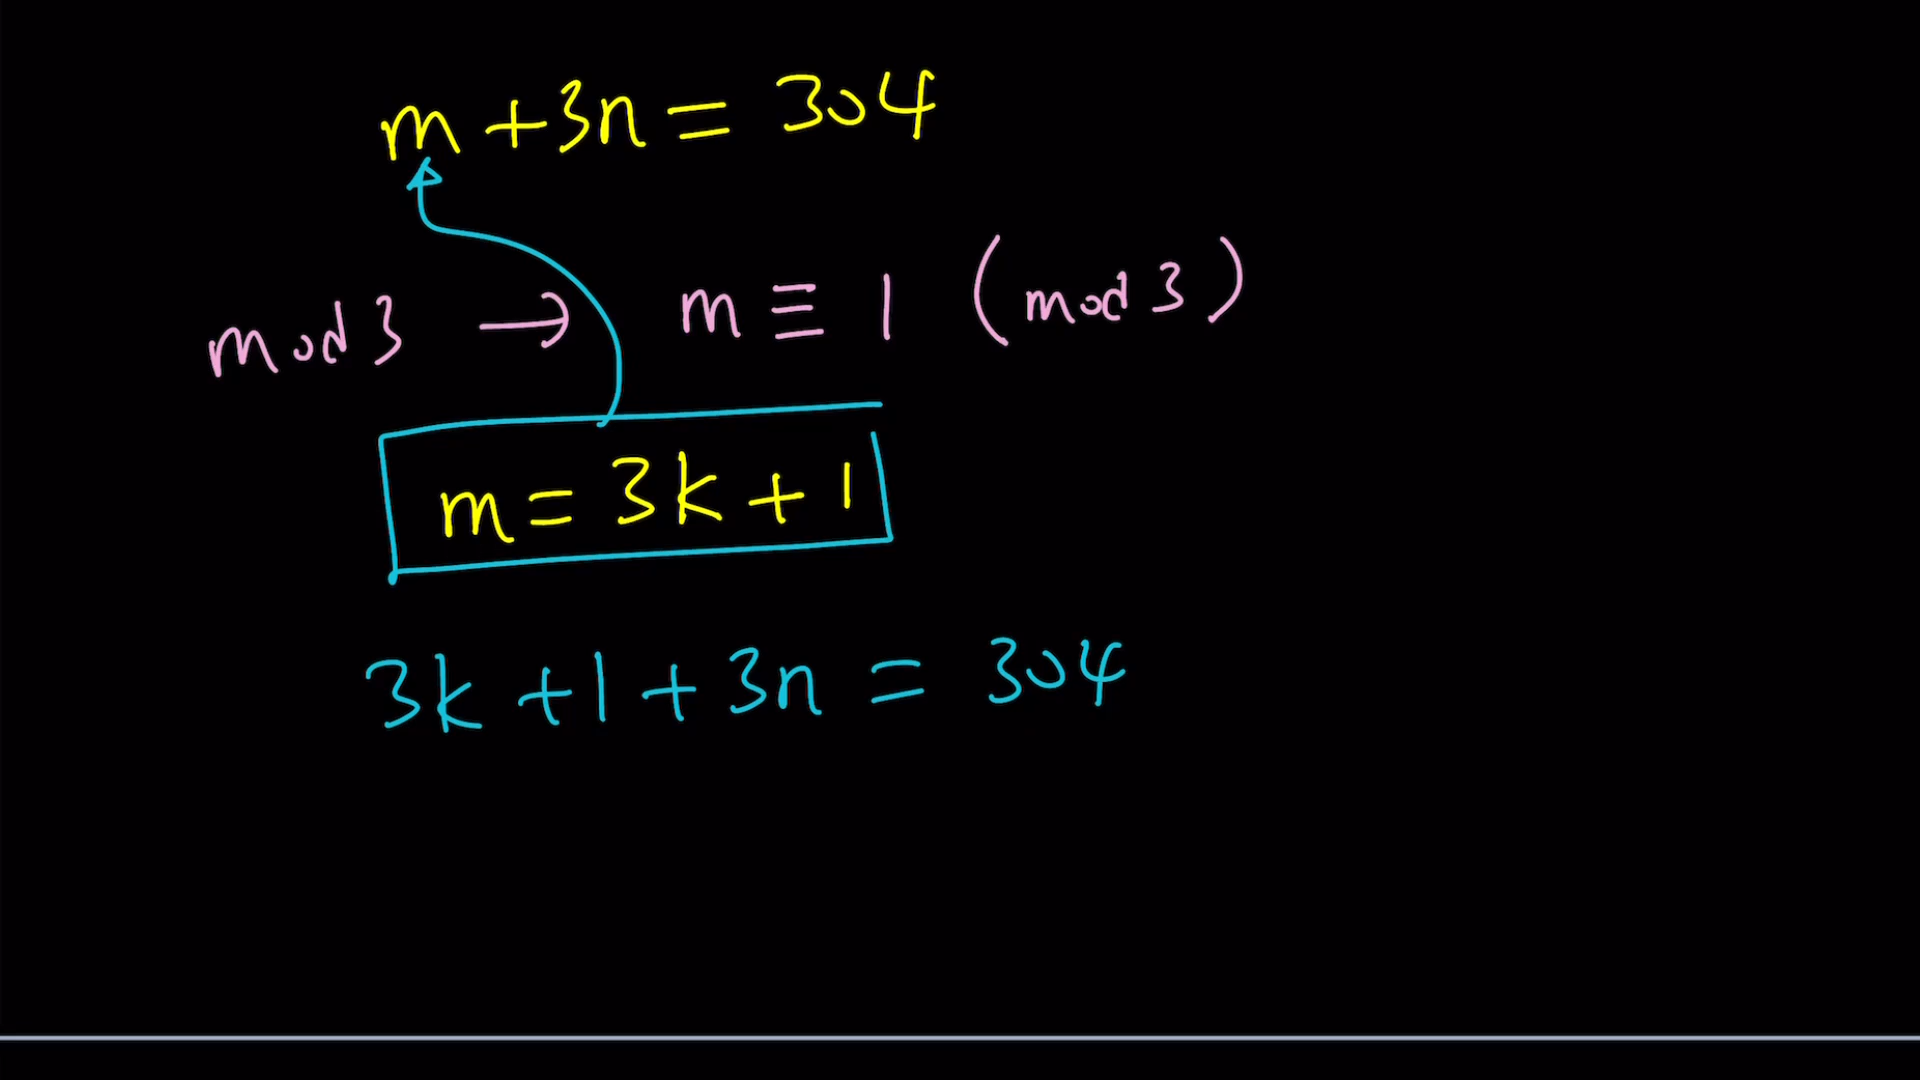 m + 3n = 304
mod 3 → m ≡ 1 (mod 3)
m = 3k + 1
3k + 1 + 3n = 304